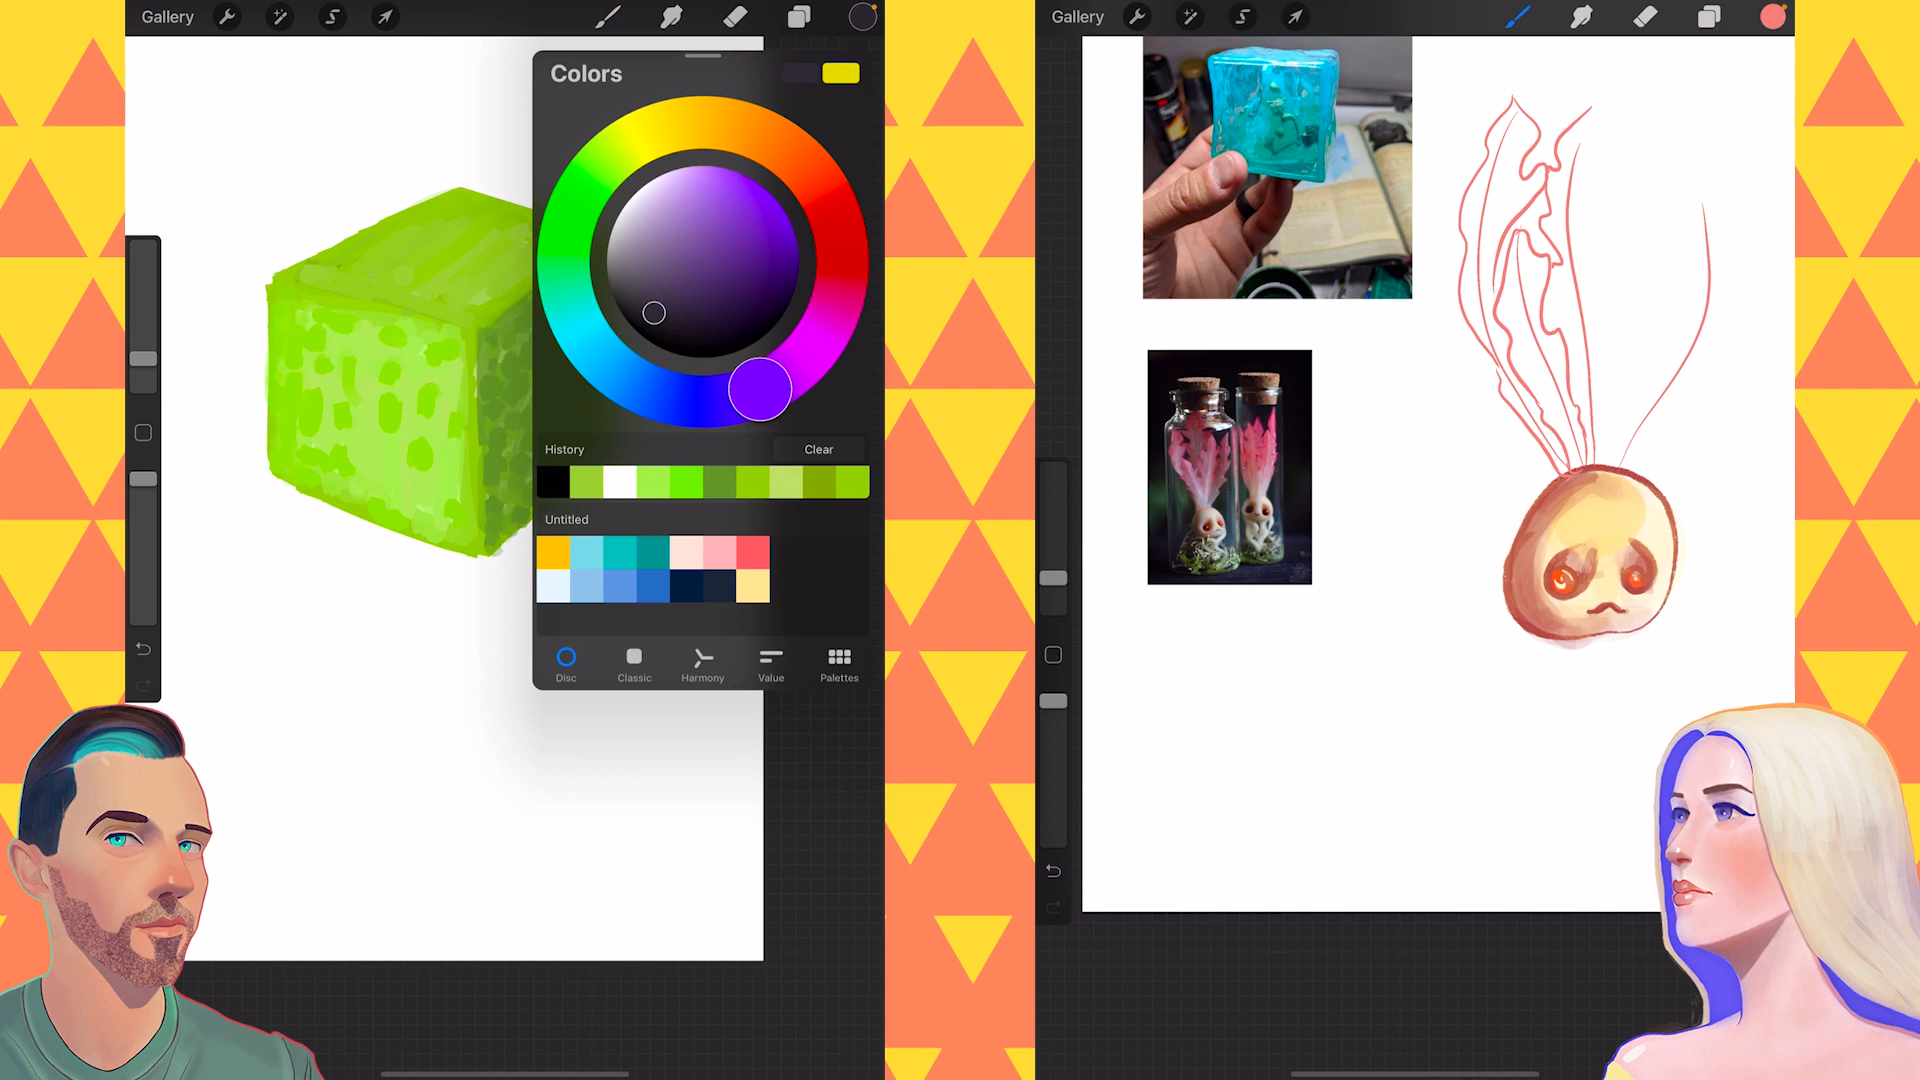 Gallery
Colors
History
Clear
Untitled
Disc
Classic
Harmony
Value
Palettes
Gallery